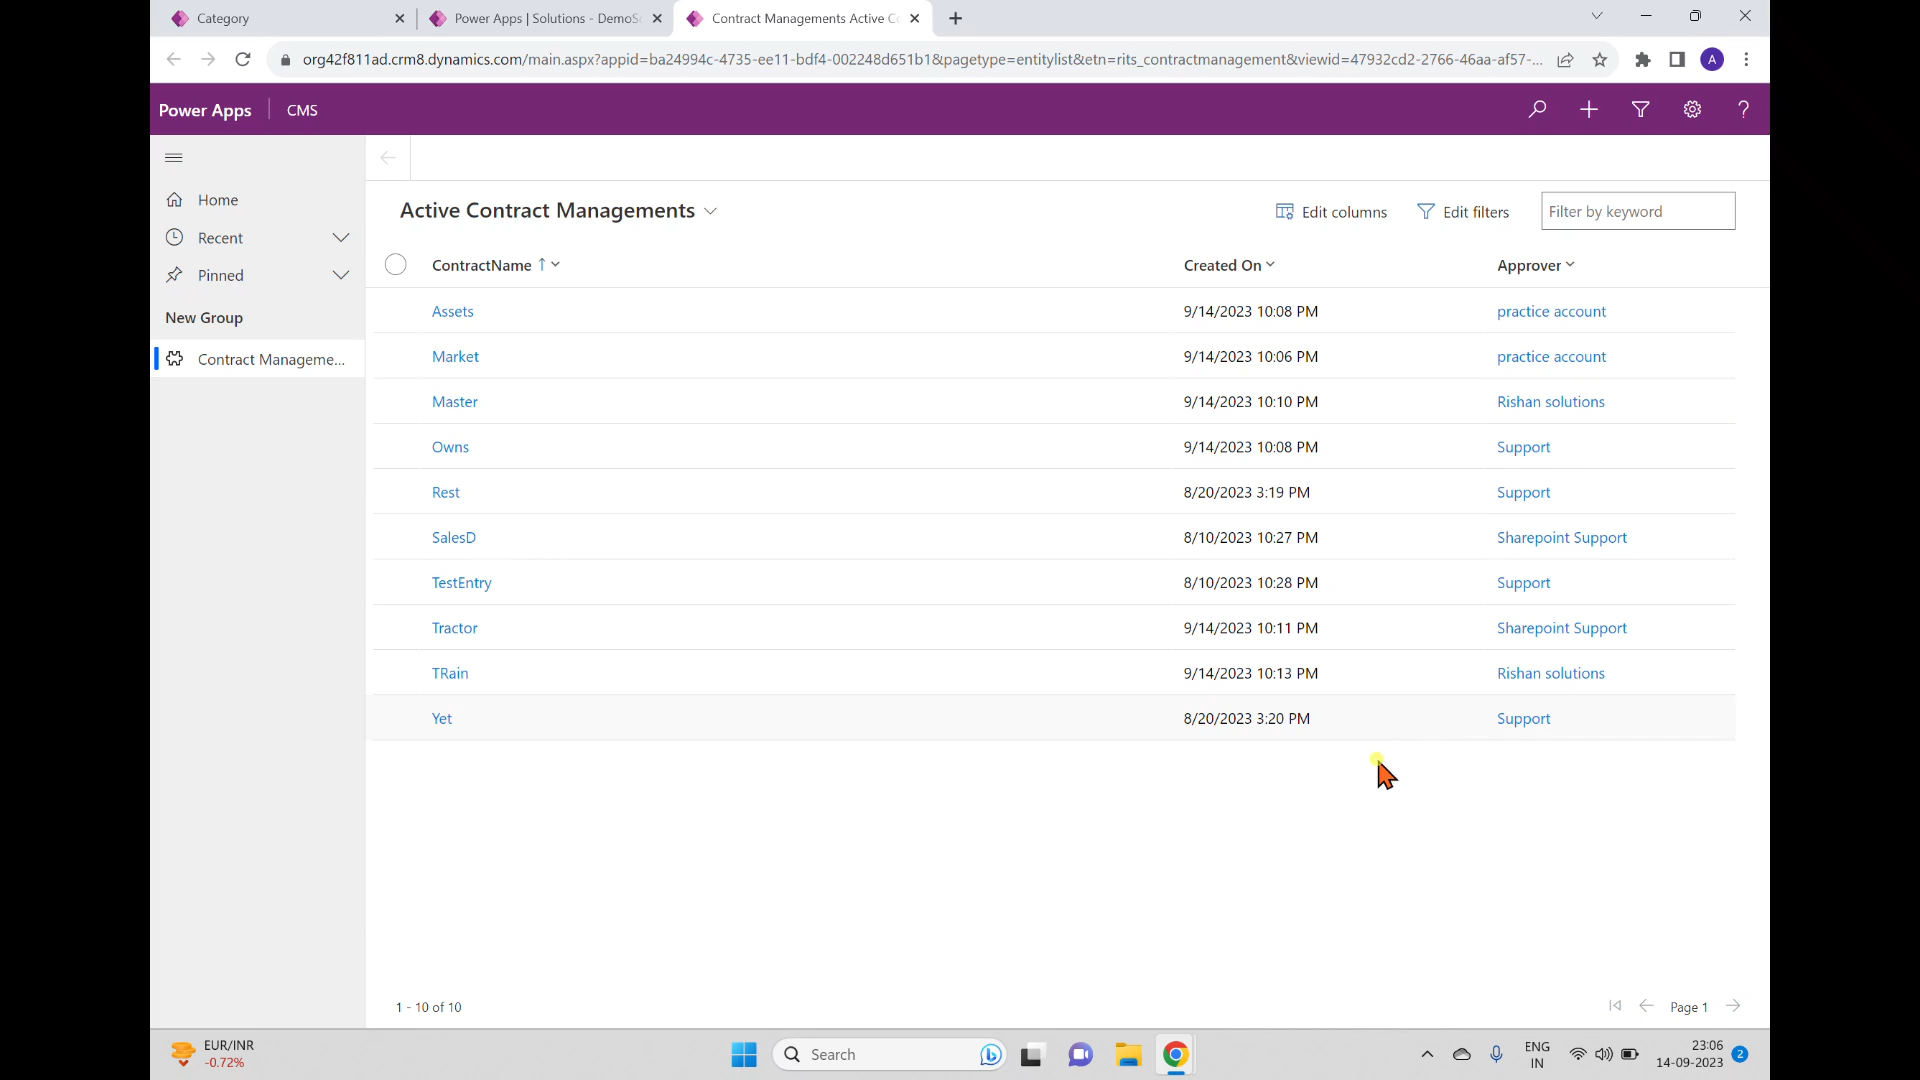 Category
Power Apps | Solutions - DemoSo
Contract Managements Active Co
org42f811ad.crm8.dynamics.com/main.aspx?appid=ba24994c-4735-ee11-bdf4-002248d651b1&pagetype=entitylist&etn=rits_contractmanagement&viewid=47932cd2-2766-46aa-af57-...
A
Power Apps CMS
Home
Recent
Pinned
New Group
Contract Manageme...
Active Contract Managements
Edit columns
Edit filters
Filter by keyword
ContractName Created On Approver
Assets 9/14/2023 10:08 PM practice account
Market 9/14/2023 10:06 PM practice account
Master 9/14/2023 10:10 PM Rishan solutions
Owns 9/14/2023 10:08 PM Support
Rest 8/20/2023 3:19 PM Support
SalesD 8/10/2023 10:27 PM Sharepoint Support
TestEntry 8/10/2023 10:28 PM Support
Tractor 9/14/2023 10:11 PM Sharepoint Support
TRain 9/14/2023 10:13 PM Rishan solutions
Yet 8/20/2023 3:20 PM Support
1 - 10 of 10
Page 1
EUR/INR
-0.72%
Search
ENG
IN
23:06
14-09-2023
2